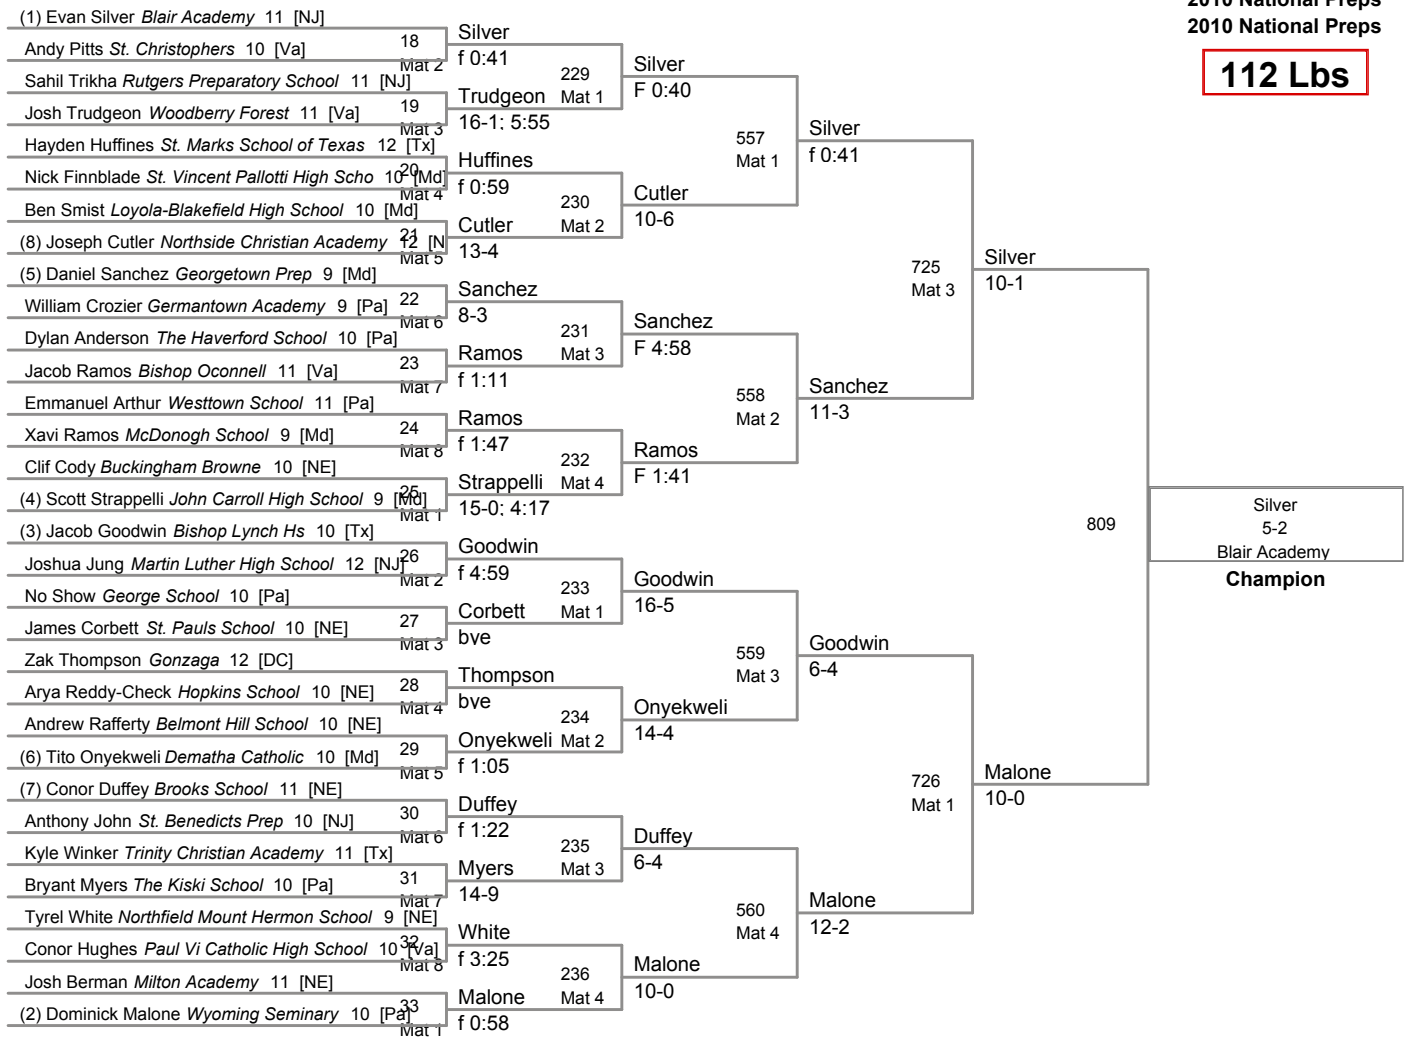 2010 National Preps
2010 National Preps
112 Lbs
(1) Evan Silver Blair Academy 11 [NJ]
Andy Pitts St. Christophers 10 [Va]
18
Mat 2
Sahil Trikha Rutgers Preparatory School 11 [NJ]
Josh Trudgeon Woodberry Forest 11 [Va]
19
Mat 3
Hayden Huffines St. Marks School of Texas 12 [Tx]
Nick Finnblade St. Vincent Pallotti High Scho 10 [Md]
20
Mat 4
Ben Smist Loyola-Blakefield High School 10 [Md]
(8) Joseph Cutler Northside Christian Academy 12 [N
21
Mat 5
(5) Daniel Sanchez Georgetown Prep 9 [Md]
William Crozier Germantown Academy 9 [Pa]
22
Mat 6
Dylan Anderson The Haverford School 10 [Pa]
Jacob Ramos Bishop Oconnell 11 [Va]
23
Mat 7
Emmanuel Arthur Westtown School 11 [Pa]
Xavi Ramos McDonogh School 9 [Md]
24
Mat 8
Clif Cody Buckingham Browne 10 [NE]
(4) Scott Strappelli John Carroll High School 9 [Md]
25
Mat 1
(3) Jacob Goodwin Bishop Lynch Hs 10 [Tx]
Joshua Jung Martin Luther High School 12 [NJ]
26
Mat 2
No Show George School 10 [Pa]
James Corbett St. Pauls School 10 [NE]
27
Mat 3
Zak Thompson Gonzaga 12 [DC]
Arya Reddy-Check Hopkins School 10 [NE]
28
Mat 4
Andrew Rafferty Belmont Hill School 10 [NE]
(6) Tito Onyekweli Dematha Catholic 10 [Md]
29
Mat 5
(7) Conor Duffey Brooks School 11 [NE]
Anthony John St. Benedicts Prep 10 [NJ]
30
Mat 6
Kyle Winker Trinity Christian Academy 11 [Tx]
Bryant Myers The Kiski School 10 [Pa]
31
Mat 7
Tyrel White Northfield Mount Hermon School 9 [NE]
Conor Hughes Paul Vi Catholic High School 10 [Va]
32
Mat 8
Josh Berman Milton Academy 11 [NE]
(2) Dominick Malone Wyoming Seminary 10 [Pa]
33
Mat 1
Silver
f 0:41
229
Mat 1
Trudgeon
16-1; 5:55
Huffines
f 0:59
230
Mat 2
Cutler
13-4
Sanchez
8-3
231
Mat 3
Ramos
f 1:11
Ramos
f 1:47
232
Mat 4
Strappelli
15-0; 4:17
Goodwin
f 4:59
233
Mat 1
Corbett
bye
Thompson
bye
234
Mat 2
Onyekweli
f 1:05
Duffey
f 1:22
235
Mat 3
Myers
14-9
White
f 3:25
236
Mat 4
Malone
f 0:58
Silver
F 0:40
557
Mat 1
Cutler
10-6
Sanchez
F 4:58
558
Mat 2
Ramos
F 1:41
Goodwin
16-5
559
Mat 3
Onyekweli
14-4
Duffey
6-4
560
Mat 4
Malone
10-0
Silver
f 0:41
725
Mat 3
Sanchez
11-3
Goodwin
6-4
726
Mat 1
Malone
12-2
Silver
10-1
809
Malone
10-0
Silver
5-2
Blair Academy
Champion